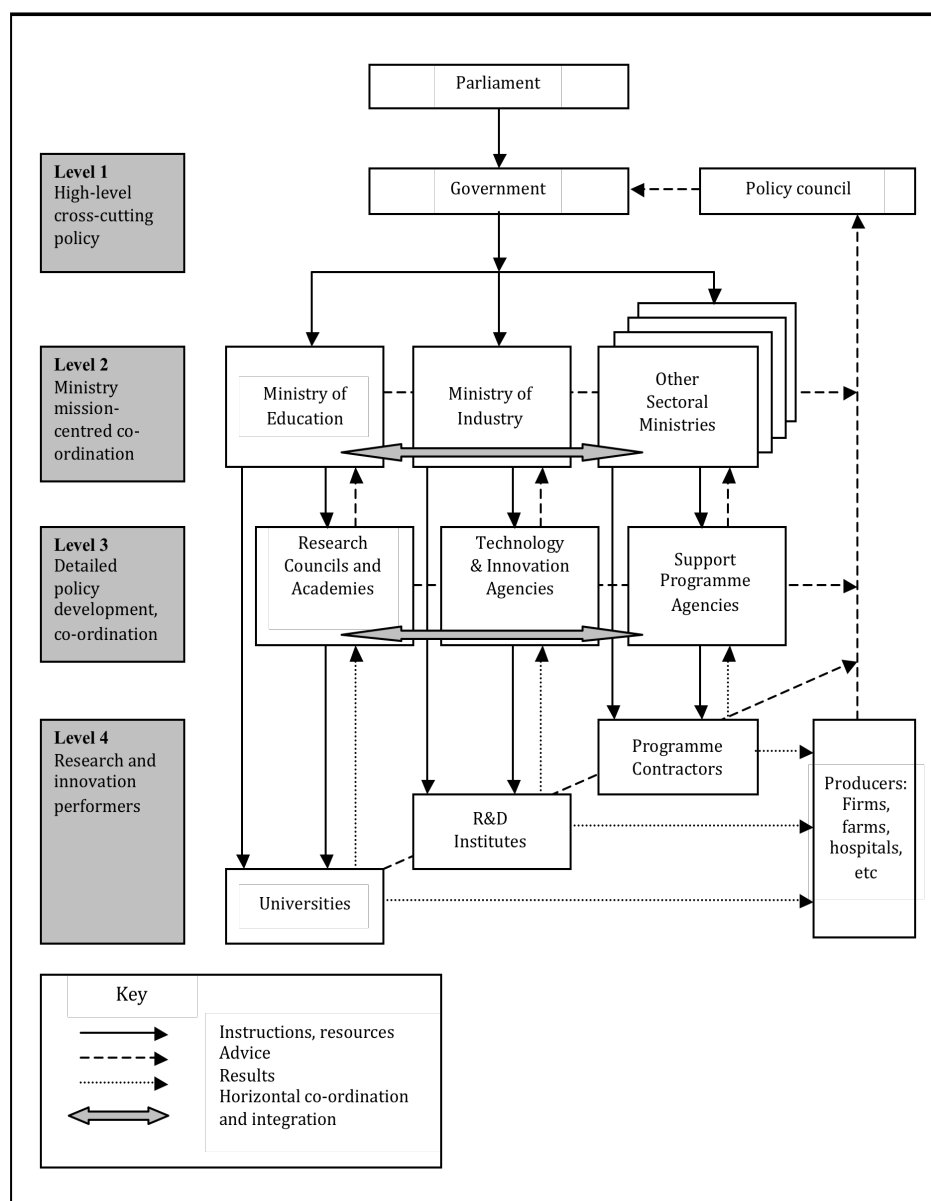 Parliament
Level 1
High-level
cross-cutting
policy
Government
Policy council
Level 2
Ministry
mission-
centred co-
ordination
Ministry of
Education
Ministry of
Industry
Other
Sectoral
Ministries
Level 3
Detailed
policy
development,
co-ordination
Research
Councils and
Academies
Technology
& Innovation
Agencies
Support
Programme
Agencies
Level 4
Research and
innovation
performers
Programme
Contractors
R&D
Institutes
Universities
Producers:
Firms,
farms,
hospitals,
etc
Key
Instructions, resources
Advice
Results
Horizontal co-ordination
and integration